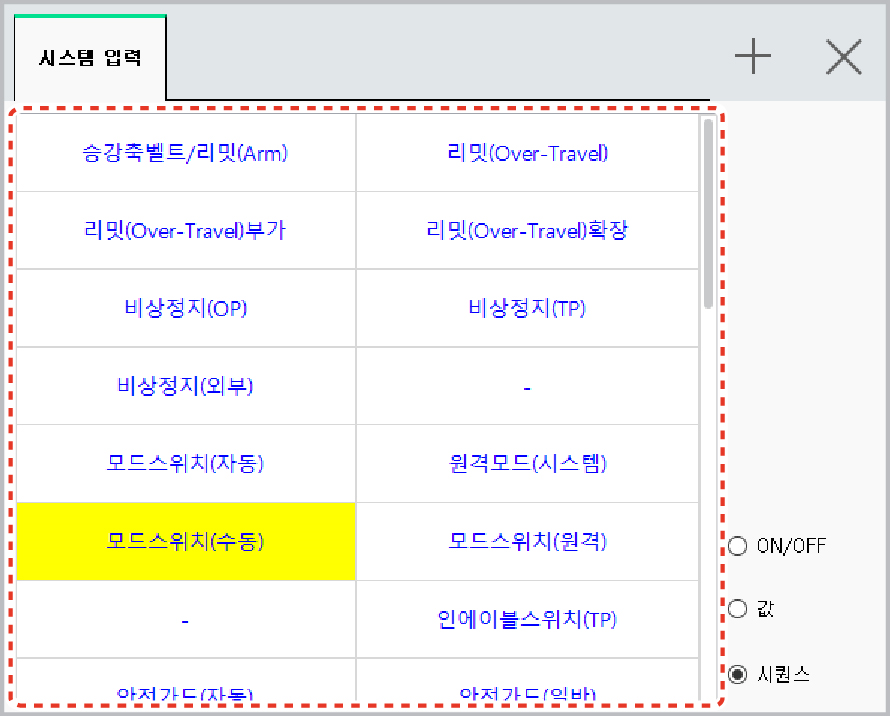 시스템 입력
승강축벨트/리밋(Arm) 리밋(Over-Travel)
리밋(Over-Travel)부가 리밋(Over-Travel)확장
비상정지(OP) 비상정지(TP)
비상정지(외부) -
모드스위치(자동) 원격모드(시스템)
모드스위치(수동) 모드스위치(원격)
- 인에이블스위치(TP)
안전가드(자동) 안전가드(일반)
ON/OFF
값
시퀀스